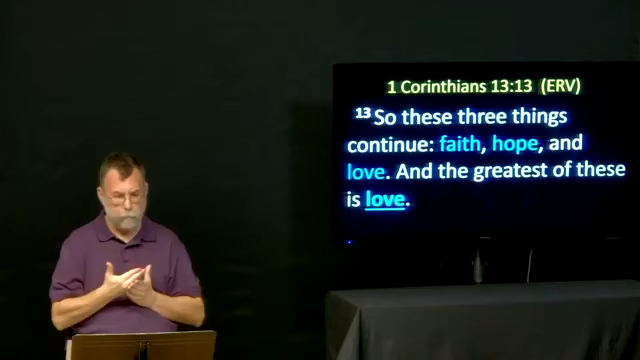 1 Corinthians 13:13 (ERV)
13 So these three things
continue: faith, hope, and
love. And the greatest of these
is love.